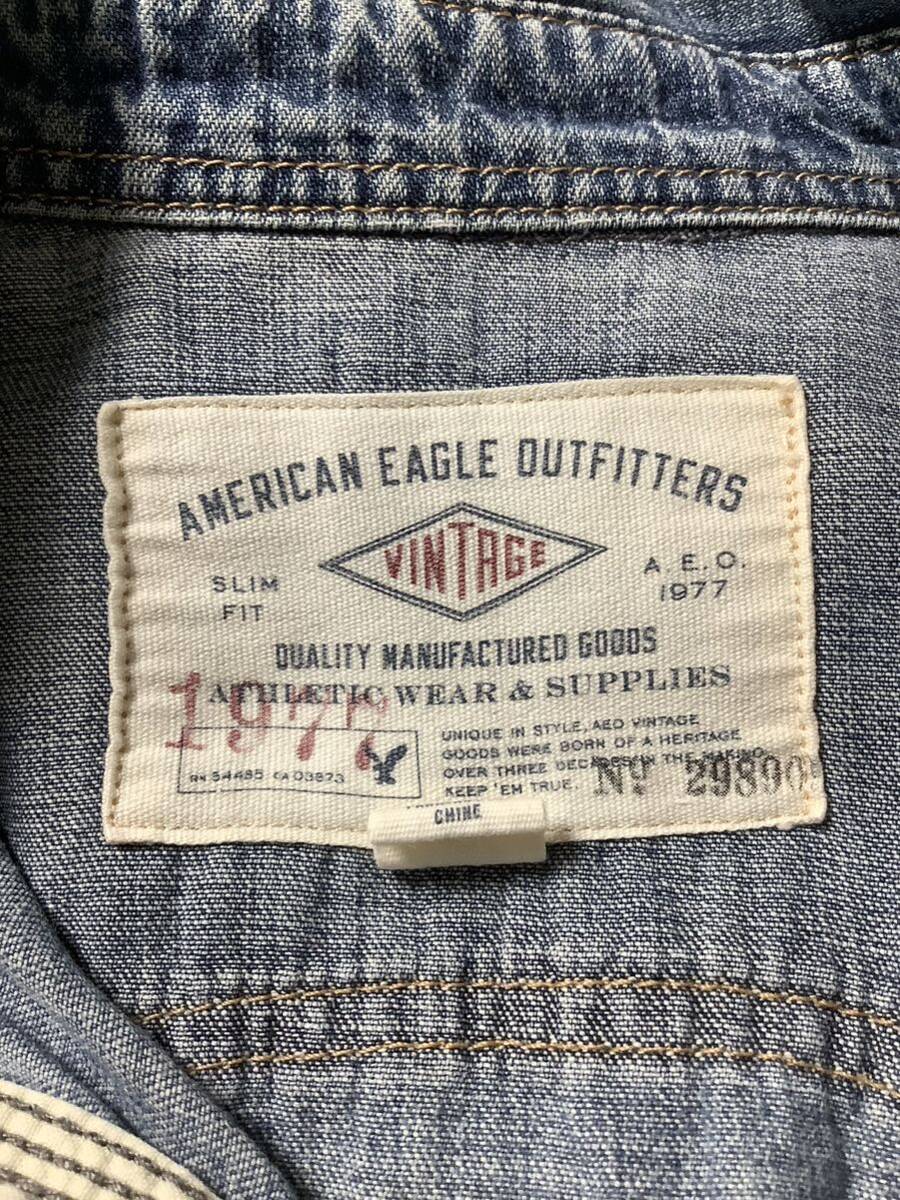 AMERICAN EAGLE OUTFITTERS
VINTAGE
SLIM
FIT
A.E.O.
1977
QUALITY MANUFACTURED GOODS
ATHLETIC WEAR & SUPPLIES
1977
RN 54485 CA 03873
UNIQUE IN STYLE, AEO VINTAGE
GOODS WERE BORN OF A HERITAGE
OVER THREE DECADES IN THE MAKING.
KEEP 'EM TRUE.
Nº 29890
CHINE